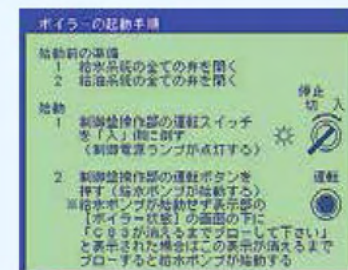 ボイラーの起動手順
始動前の準備
1 給水系統の全ての弁を開く
2 給油系統の全ての弁を開く
始動
停止
切 入
1 制御盤操作部の運転スイッチ
を「入」側に倒す
(制御電源ランプが点灯する)
2 制御盤操作部の運転ボタン を
運転
押す(給水ポンプが始動する)
※給水ポンプが始動せず表示部の
【ボイラー状態】の画面の下に
「C83が消えるまでブローして下さい」
と表示された場合はこの表示が消えるまで
ブローすると給水ポンプが始動する